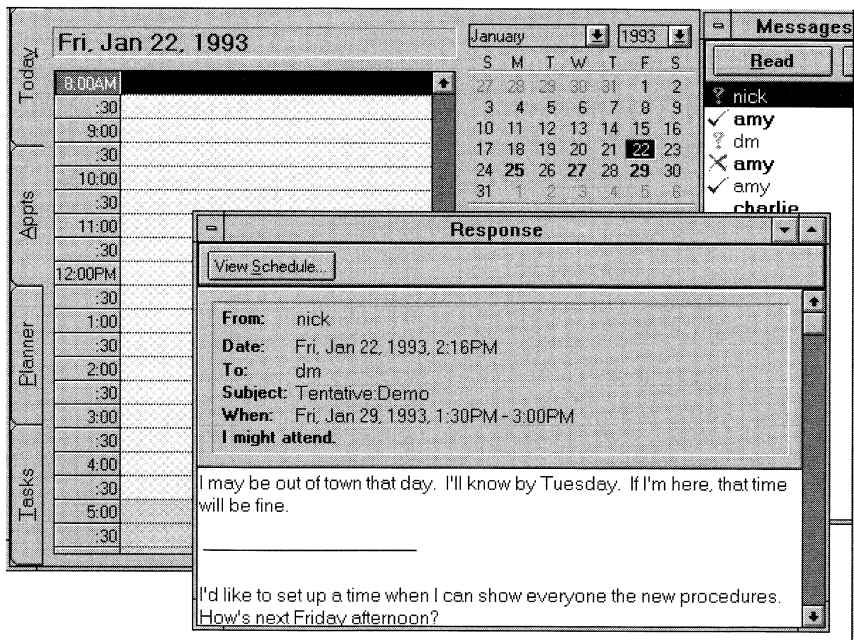 Today
Appts
Planner
Tasks
Fri, Jan 22, 1993
8:00AM
:30
9:00
:30
10:00
:30
11:00
:30
12:00PM
:30
1:00
:30
2:00
:30
3:00
:30
4:00
:30
5:00
:30
January 1993
S M T W T F S
27 28 29 30 31 1 2
3 4 5 6 7 8 9
10 11 12 13 14 15 16
17 18 19 20 21 22 23
24 25 26 27 28 29 30
31 1 2 3 4 5 6
Messages
Read
? nick
✓ amy
? dm
✗ amy
✓ amy
charlie
Response
View Schedule...
From: nick
Date: Fri, Jan 22, 1993, 2:16PM
To: dm
Subject: Tentative:Demo
When: Fri, Jan 29, 1993, 1:30PM - 3:00PM
I might attend.
I may be out of town that day. I'll know by Tuesday. If I'm here, that time
will be fine.
I'd like to set up a time when I can show everyone the new procedures.
How's next Friday afternoon?